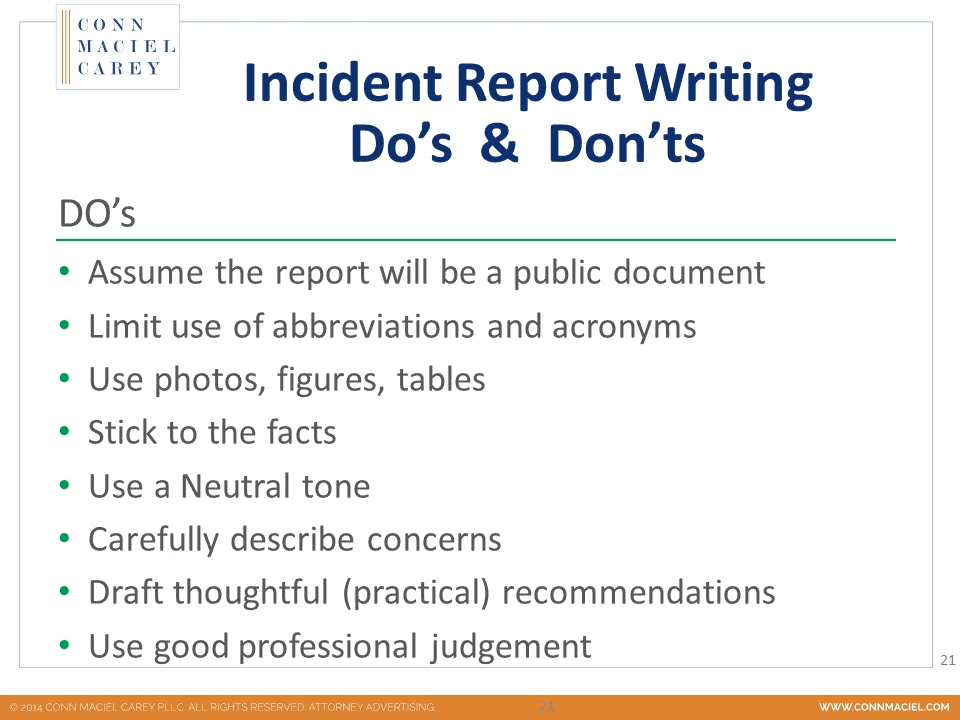 CONN
MACIEL
CAREY
Incident Report Writing
Do’s & Don’ts
DO’s
• Assume the report will be a public document
• Limit use of abbreviations and acronyms
• Use photos, figures, tables
• Stick to the facts
• Use a Neutral tone
• Carefully describe concerns
• Draft thoughtful (practical) recommendations
• Use good professional judgement
21
© 2014 CONN MACIEL CAREY PLLC. ALL RIGHTS RESERVED. ATTORNEY ADVERTISING.
21
WWW.CONNMACIEL.COM